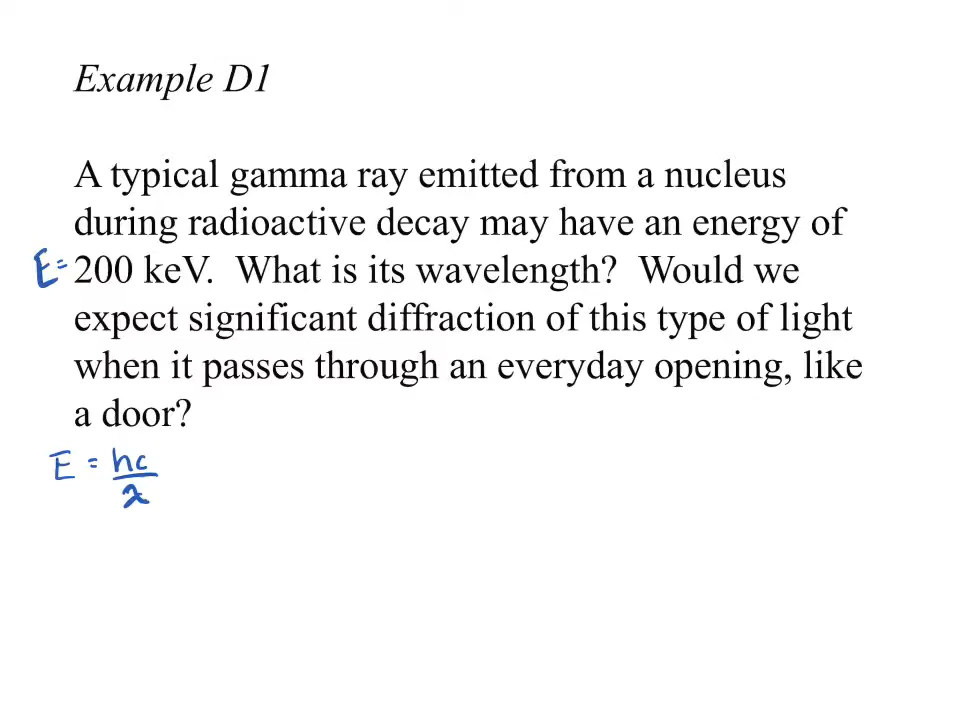 Example D1
A typical gamma ray emitted from a nucleus
during radioactive decay may have an energy of
E= 200 keV.  What is its wavelength?  Would we
expect significant diffraction of this type of light
when it passes through an everyday opening, like
a door?
E = hc
λ